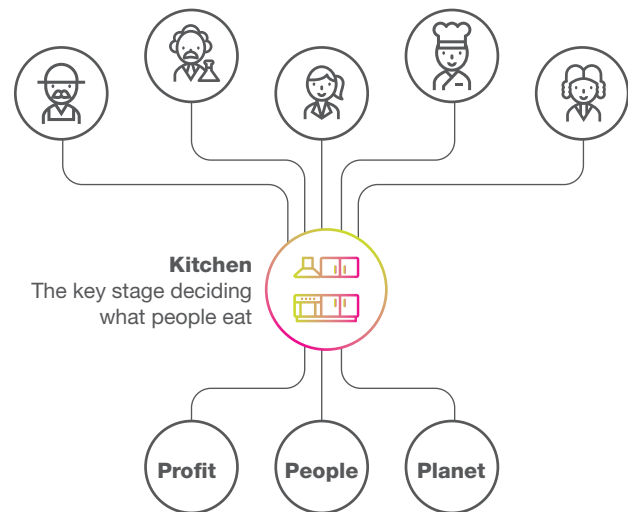 Kitchen
The key stage deciding
what people eat
Profit
People
Planet